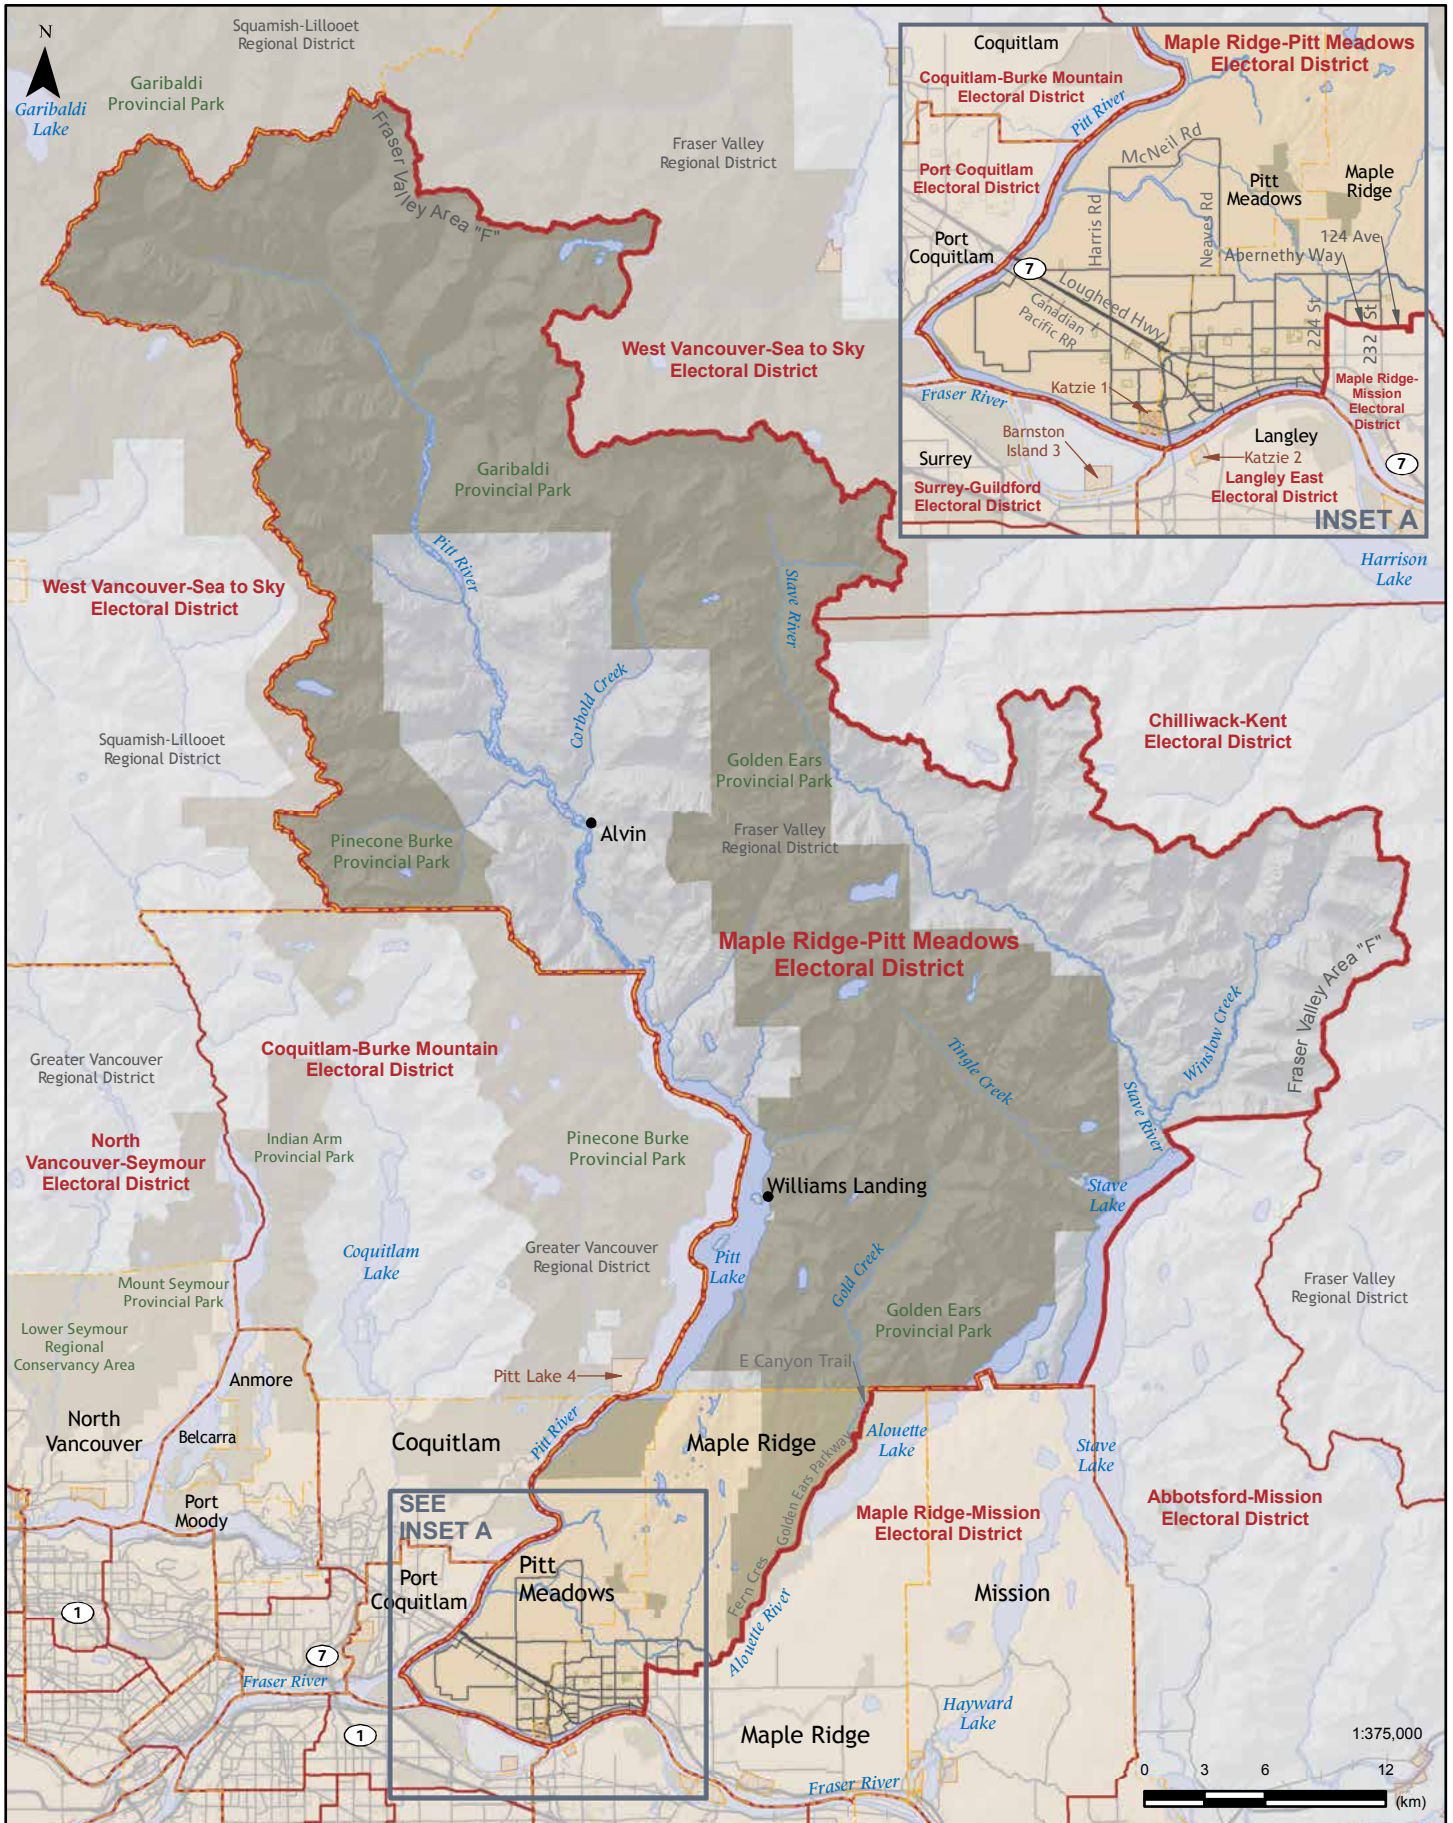 N
Squamish-Lillooet
Regional District
Garibaldi
Provincial Park
Garibaldi
Lake
Fraser Valley Area "F"
Fraser Valley
Regional District
West Vancouver-Sea to Sky
Electoral District
Garibaldi
Provincial Park
Pitt River
Stave River
West Vancouver-Sea to Sky
Electoral District
Harrison
Lake
Corbold Creek
Squamish-Lillooet
Regional District
Chilliwack-Kent
Electoral District
Golden Ears
Provincial Park
Alvin
Pinecone Burke
Provincial Park
Fraser Valley
Regional District
Maple Ridge-Pitt Meadows
Electoral District
Fraser Valley Area "F"
Winslow Creek
Tingle Creek
Stave River
Coquitlam-Burke Mountain
Electoral District
Greater Vancouver
Regional District
North
Vancouver-Seymour
Electoral District
Indian Arm
Provincial Park
Pinecone Burke
Provincial Park
Williams Landing
Stave
Lake
Coquitlam
Lake
Greater Vancouver
Regional District
Pitt
Lake
Gold Creek
Mount Seymour
Provincial Park
Fraser Valley
Regional District
Golden Ears
Provincial Park
Lower Seymour
Regional
Conservancy Area
E Canyon Trail
Pitt Lake 4
Anmore
North
Vancouver
Belcarra
Coquitlam
Pitt River
Maple Ridge
Golden Ears Parkway
Alouette
Lake
Stave
Lake
Port
Moody
SEE
INSET A
Maple Ridge-Mission
Electoral District
Abbotsford-Mission
Electoral District
Port
Coquitlam
Pitt
Meadows
Fern Cres
Alouette River
Mission
1
7
Fraser River
1
Maple Ridge
Hayward
Lake
Fraser River
1:375,000
0 3 6 12
(km)
Coquitlam
Maple Ridge-Pitt Meadows
Electoral District
Coquitlam-Burke Mountain
Electoral District
Pitt River
McNeil Rd
Port Coquitlam
Electoral District
Pitt
Meadows
Maple
Ridge
Harris Rd
Neaves Rd
Port
Coquitlam
124 Ave
Abernethy Way
7
Lougheed Hwy
Canadian
Pacific RR
224 St
232 St
Katzie 1
Maple Ridge-
Mission
Electoral
District
Fraser River
Barnston
Island 3
Langley
Katzie 2
Surrey
7
Surrey-Guildford
Electoral District
Langley East
Electoral District
INSET A